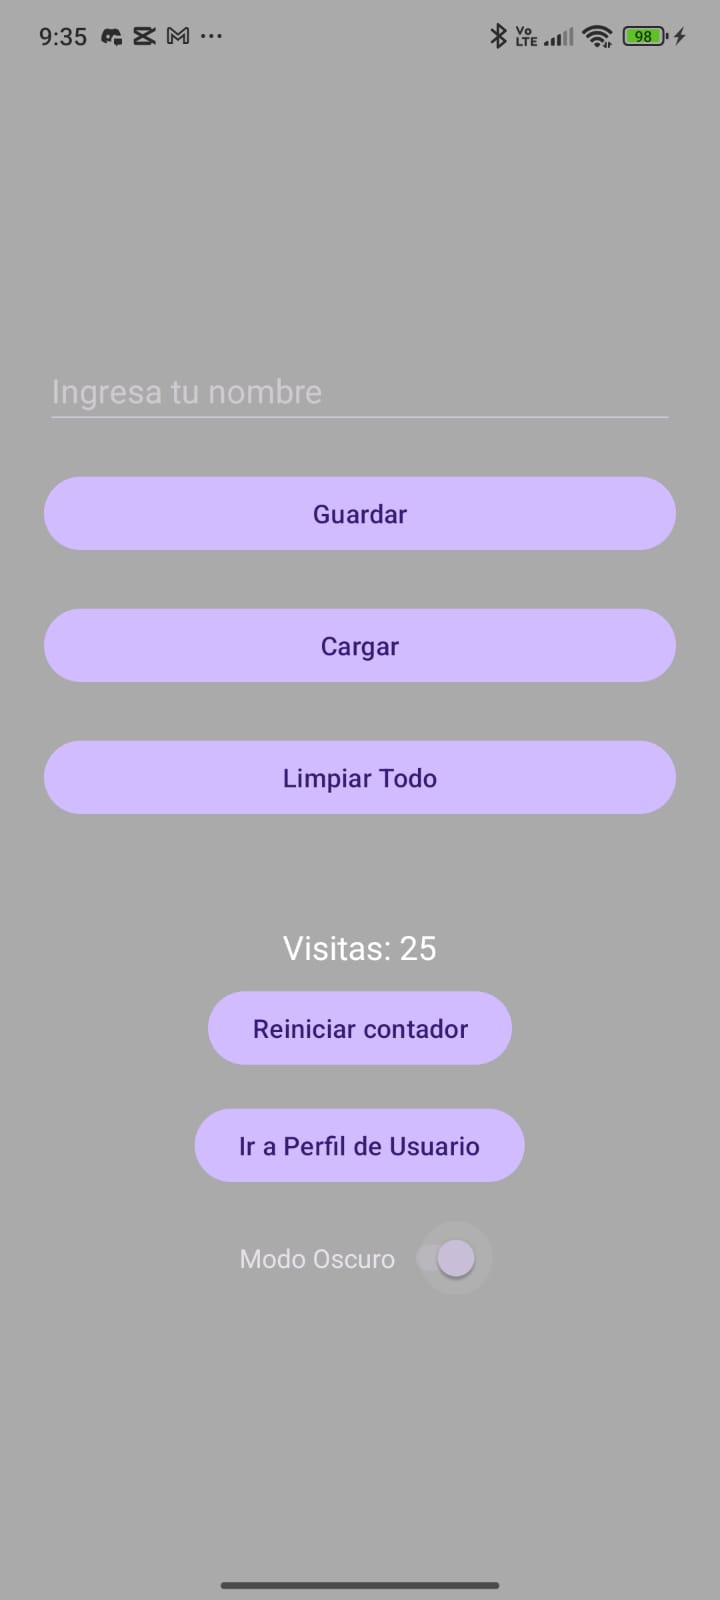 9:35
Vo
LTE
98
Ingresa tu nombre
Guardar
Cargar
Limpiar Todo
Visitas: 25
Reiniciar contador
Ir a Perfil de Usuario
Modo Oscuro